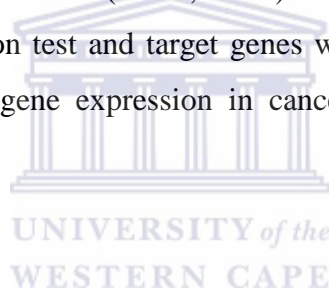 on test and target genes w
gene expression in cance
UNIVERSITY of the
WESTERN CAPE